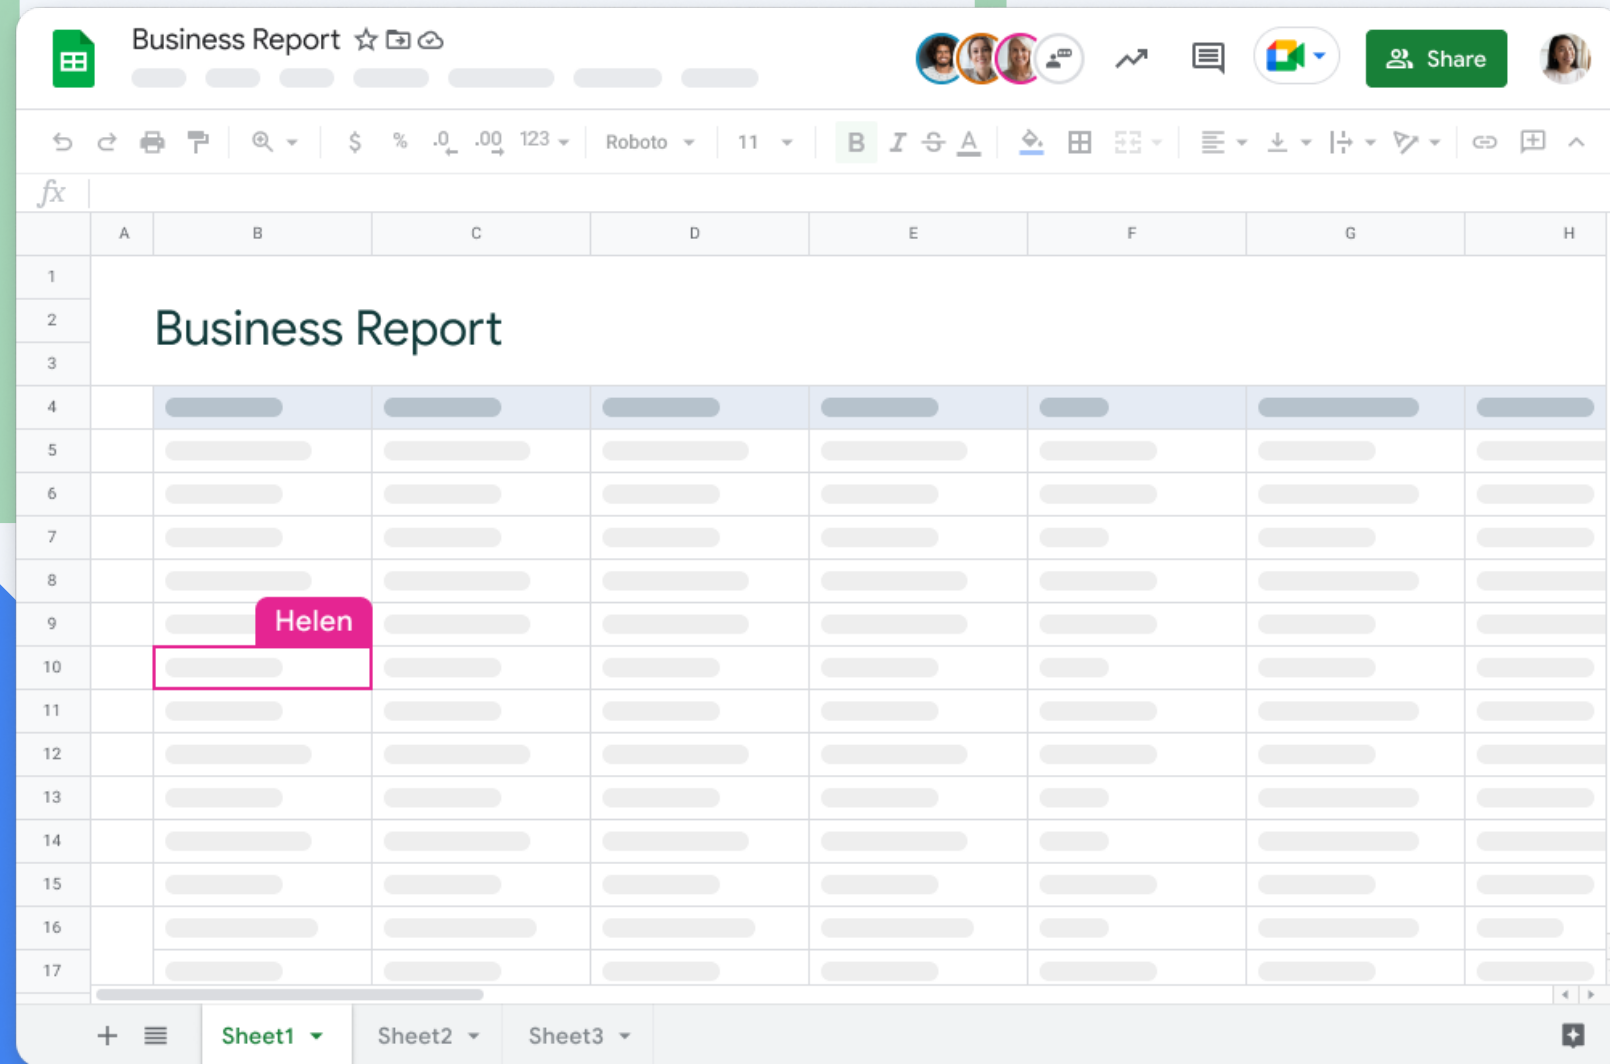 Business Report
$ % .0 .00 123 Roboto 11 B I S A
fx
A B C D E F G H
1
2
Business Report
3
4
5
6
7
8
9
Helen
10
11
12
13
14
15
16
17
Sheet1 Sheet2 Sheet3
Share